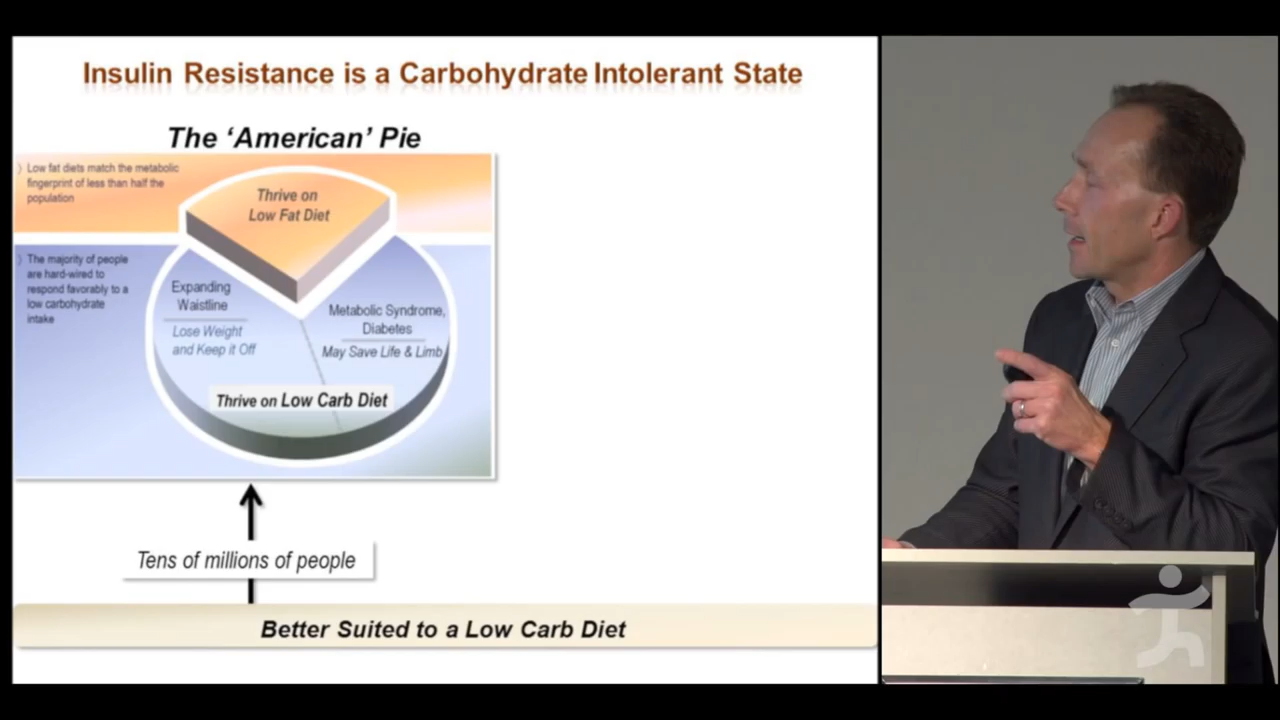 Insulin Resistance is a Carbohydrate Intolerant State
The ‘American’ Pie
Low fat diets match the metabolic
fingerprint of less than half the
population
Thrive on
Low Fat Diet
The majority of people
are hard-wired to
respond favorably to a
low carbohydrate
intake
Expanding
Waistline
Lose Weight
and Keep it Off
Metabolic Syndrome,
Diabetes
May Save Life & Limb
Thrive on Low Carb Diet
Tens of millions of people
Better Suited to a Low Carb Diet